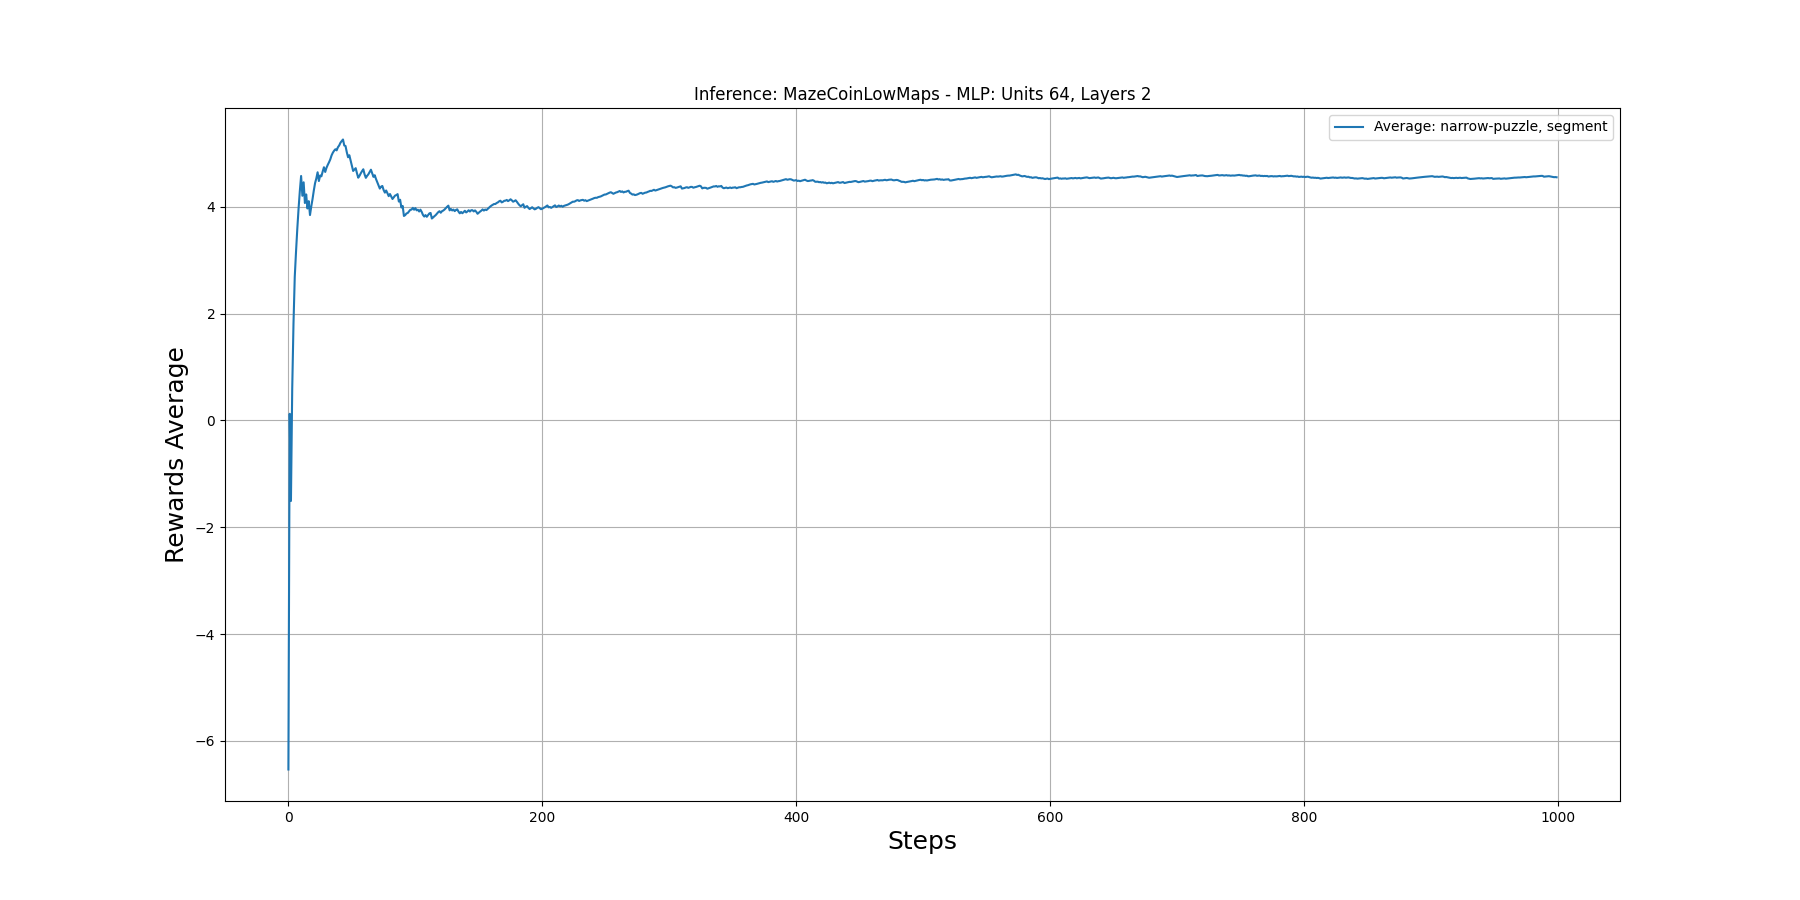 Inference: MazeCoinLowMaps - MLP: Units 64, Layers 2
Average: narrow-puzzle, segment
Rewards Average
4
2
0
−2
−4
−6
0 200 400 600 800 1000
Steps